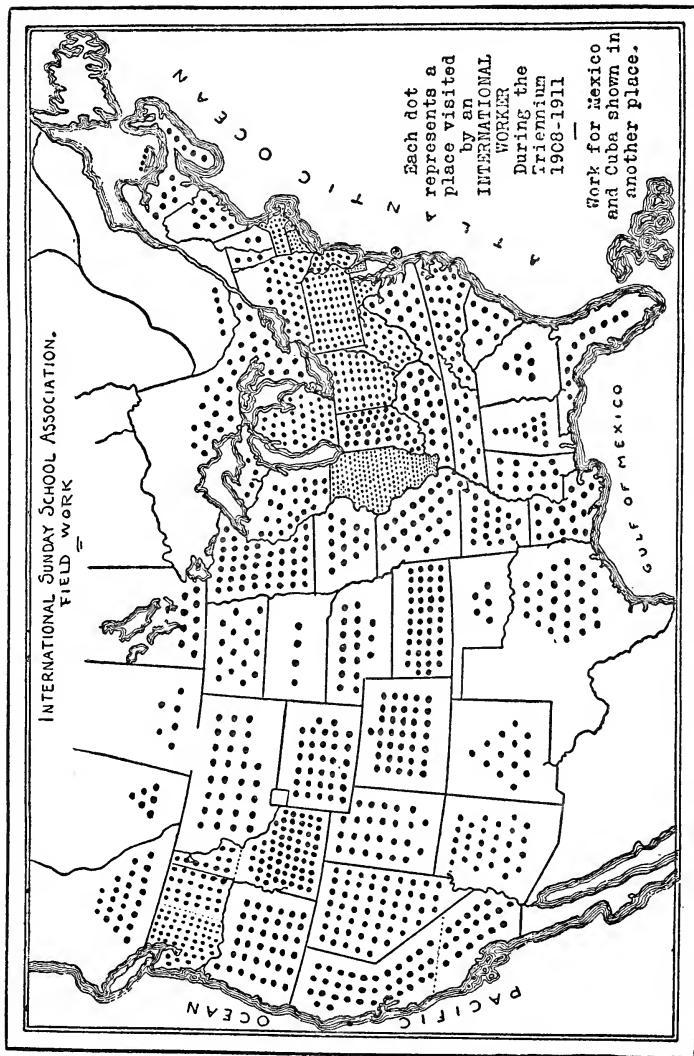 INTERNATIONAL SUNDAY SCHOOL ASSOCIATION.
FIELD WORK
ATLANTIC OCEAN
Each dot
represents a
place visited
by an
INTERNATIONAL
WORKER
During the
Triennium
1908-1911
Work for Mexico
and Cuba shown in
another place.
GULF OF MEXICO
PACIFIC
OCEAN